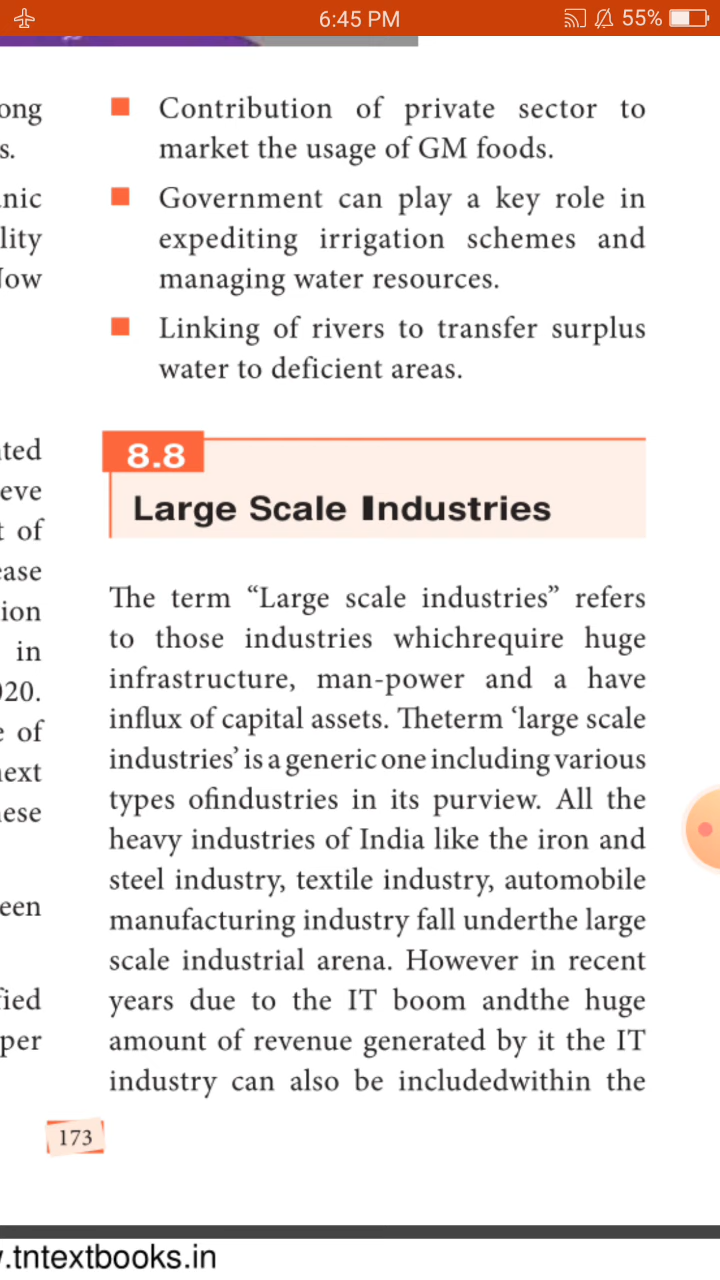 6:45 PM
55%
ong
s.
nic
lity
ted
eve
t of
ion
in
e of
een
per
Contribution of private sector to
market the usage of GM foods.
Government can play a key role in
expediting irrigation schemes and
managing water resources.
Linking of rivers to transfer surplus
water to deficient areas.
8.8
Large Scale Industries
The term “Large scale industries” refers
to those industries whichrequire huge
infrastructure, man-power and a have
influx of capital assets. Theterm ‘large scale
industries’ is a generic one including various
types ofindustries in its purview. All the
heavy industries of India like the iron and
steel industry, textile industry, automobile
manufacturing industry fall underthe large
scale industrial arena. However in recent
years due to the IT boom andthe huge
amount of revenue generated by it the IT
industry can also be includedwithin the
173
.tntextbooks.in